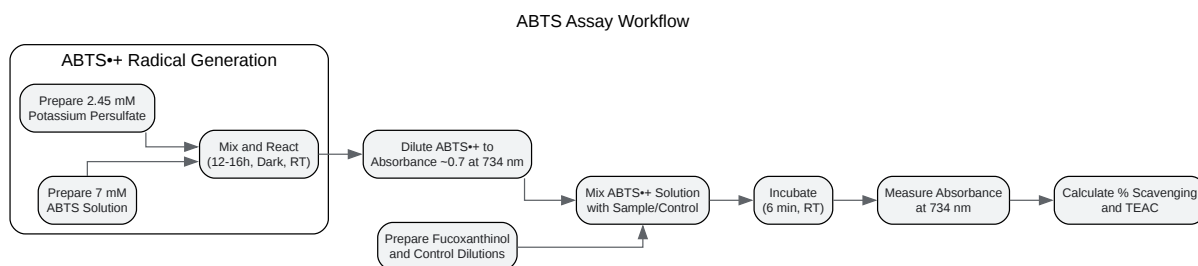 ABTS Assay Workflow
ABTS•+ Radical Generation
Prepare 2.45 mM
Potassium Persulfate
Prepare 7 mM
ABTS Solution
Mix and React
(12-16h, Dark, RT)
Dilute ABTS•+ to
Absorbance ~0.7 at 734 nm
Prepare Fucoxanthinol
and Control Dilutions
Mix ABTS•+ Solution
with Sample/Control
Incubate
(6 min, RT)
Measure Absorbance
at 734 nm
Calculate % Scavenging
and TEAC